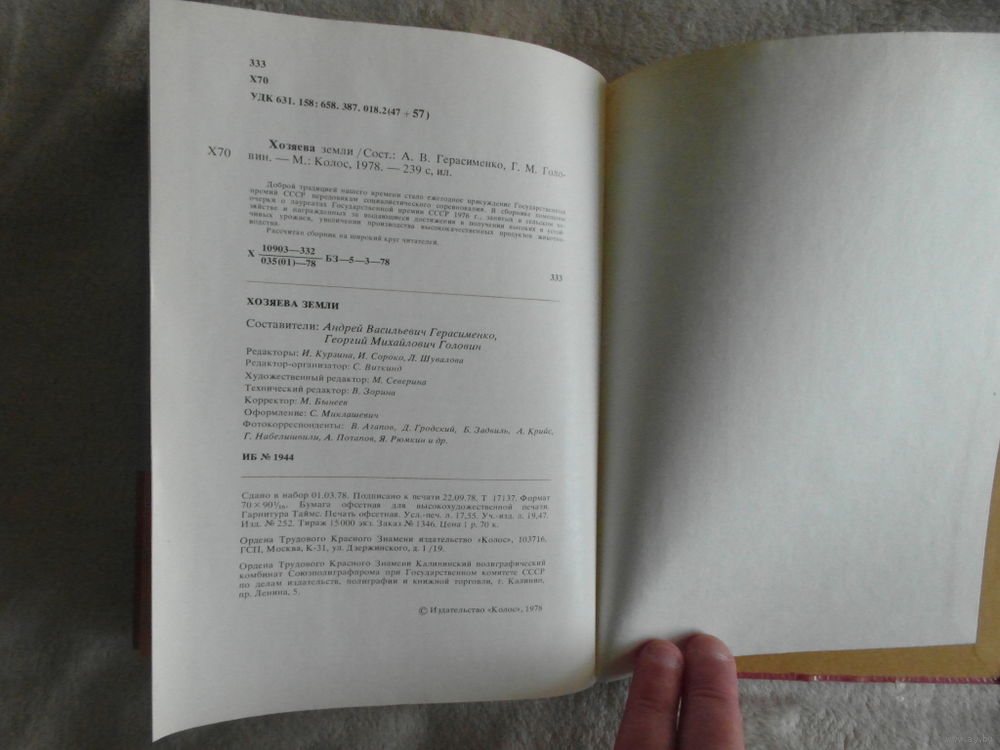 333
Х70
УДК 631. 158: 658. 387. 018.2(47 + 57)
Хозяева земли / Сост.: А. В. Герасименко, Г. М. Голо-
Х70
вин. — М.: Колос, 1978. — 239 с, ил.
Доброй традицией нашего времени стало ежегодное присуждение Государственных
премий СССР передовикам социалистического соревнования. В сборнике помещены
очерки о лауреатах Государственной премии СССР 1976 г., занятых в сельском хо-
зяйстве и награжденных за выдающиеся достижения в получении высоких и устой-
чивых урожаев, увеличении производства высококачественных продуктов животно-
водства.
Рассчитан сборник на широкий круг читателей.
Х 10903—332
035(01)—78 БЗ—5—3—78
333
ХОЗЯЕВА ЗЕМЛИ
Составители: Андрей Васильевич Герасименко,
Георгий Михайлович Головин
Редакторы: И. Курзина, И. Сороко, Л. Шувалова
Редактор-организатор: С. Виткинд
Художественный редактор: М. Северина
Технический редактор: В. Зорина
Корректор: М. Бынеев
Оформление: С. Миклашевич
Фотокорреспонденты: В. Агапов, Д. Гродский, Б. Задвиль, А. Крийс,
Г. Набелишвили, А. Потапов, Я. Рюмкин и др.
ИБ № 1944
Сдано в набор 01.03.78. Подписано к печати 22.09.78. Т 17137. Формат
70 × 90¹/₁₆. Бумага офсетная для высокохудожественной печати.
Гарнитура Таймс. Печать офсетная. Усл.-печ. л. 17,55. Уч.-изд. л. 19,47.
Изд. № 252. Тираж 15000 экз. Заказ № 1346. Цена 1 р. 70 к.
Ордена Трудового Красного Знамени издательство «Колос», 103716,
ГСП, Москва, К-31, ул. Дзержинского, д. 1/19.
Ордена Трудового Красного Знамени Калининский полиграфический
комбинат Союзполиграфпрома при Государственном комитете СССР
по делам издательств, полиграфии и книжной торговли, г. Калинин,
пр. Ленина, 5.
© Издательство «Колос», 1978
www.ay.by